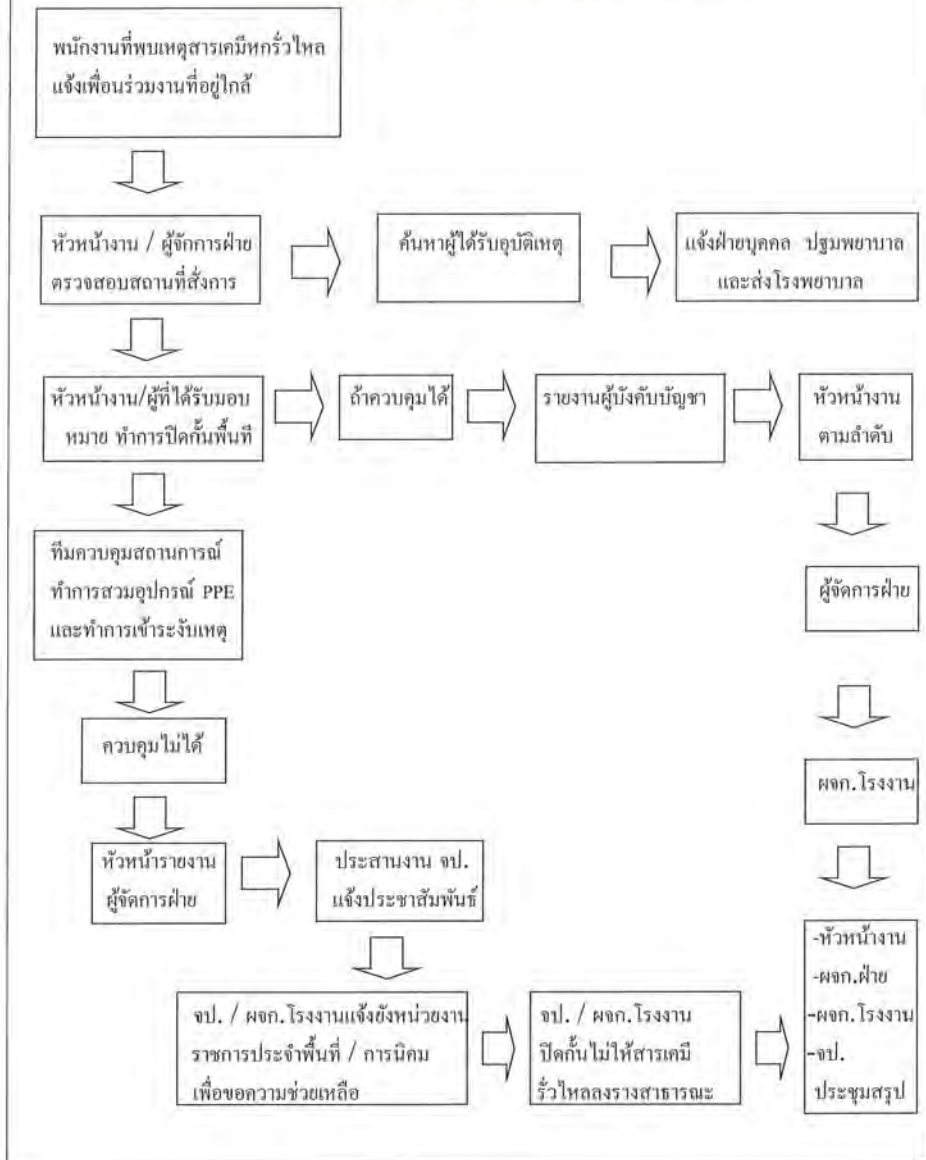 พนักงานที่พบเหตุสารเคมีหกรั่วไหล
แจ้งเพื่อนร่วมงานที่อยู่ใกล้
หัวหน้างาน / ผู้จักการฝ่าย
ตรวจสอบสถานที่สั่งการ
ค้นหาผู้ได้รับอุบัติเหตุ
แจ้งฝ่ายบุคคล ปฐมพยาบาล
และส่งโรงพยาบาล
หัวหน้างาน/ผู้ที่ได้รับมอบ
หมาย ทำการปิดกั้นพื้นที่
ถ้าควบคุมได้
รายงานผู้บังคับบัญชา
หัวหน้างาน
ตามลำดับ
ทีมควบคุมสถานการณ์
ทำการสวมอุปกรณ์ PPE
และทำการเข้าระงับเหตุ
ผู้จัดการฝ่าย
ควบคุมไม่ได้
ผจก.โรงงาน
หัวหน้ารายงาน
ผู้จัดการฝ่าย
ประสานงาน จป.
แจ้งประชาสัมพันธ์
จป. / ผจก.โรงงานแจ้งยังหน่วยงาน
ราชการประจำพื้นที่ / การนิคม
เพื่อขอความช่วยเหลือ
จป. / ผจก.โรงงาน
ปิดกั้นไม่ให้สารเคมี
รั่วไหลลงรางสาธารณะ
-หัวหน้างาน
-ผจก.ฝ่าย
-ผจก.โรงงาน
-จป.
ประชุมสรุป